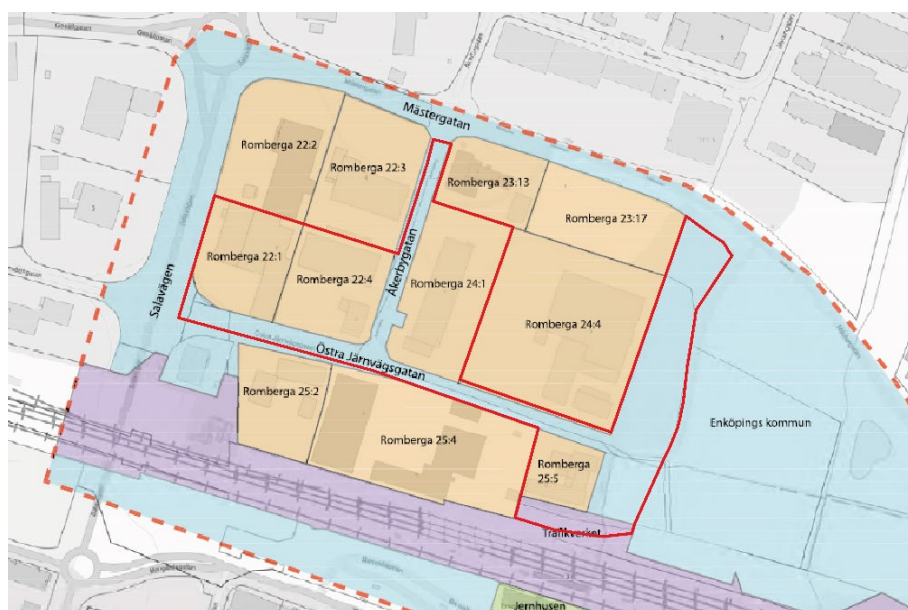 Mästergatan
Romberga 22:2
Romberga 22:3
Romberga 23:13
Romberga 23:17
Romberga 22:1
Romberga 22:4
Åkerbygatan
Romberga 24:1
Romberga 24:4
Salavägen
Östra Järnvägsgatan
Romberga 25:2
Romberga 25:4
Romberga
25:5
Enköpings kommun
Trafikverket
Jernhusen